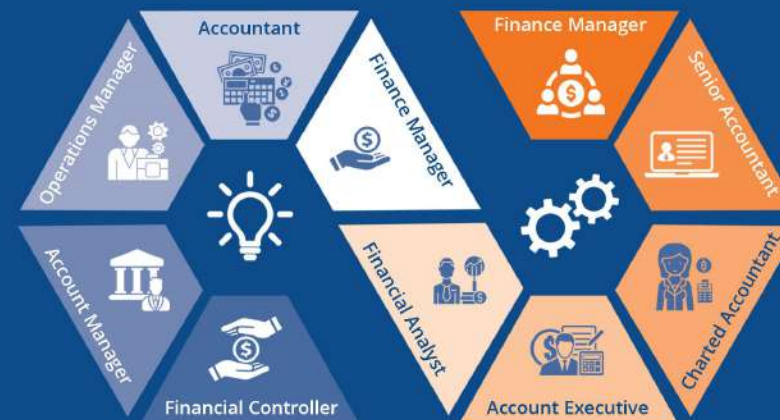 Accountant
Finance Manager
Operations Manager
Finance Manager
Senior Accountant
Account Manager
Financial Analyst
Charted Accountant
Financial Controller
Account Executive